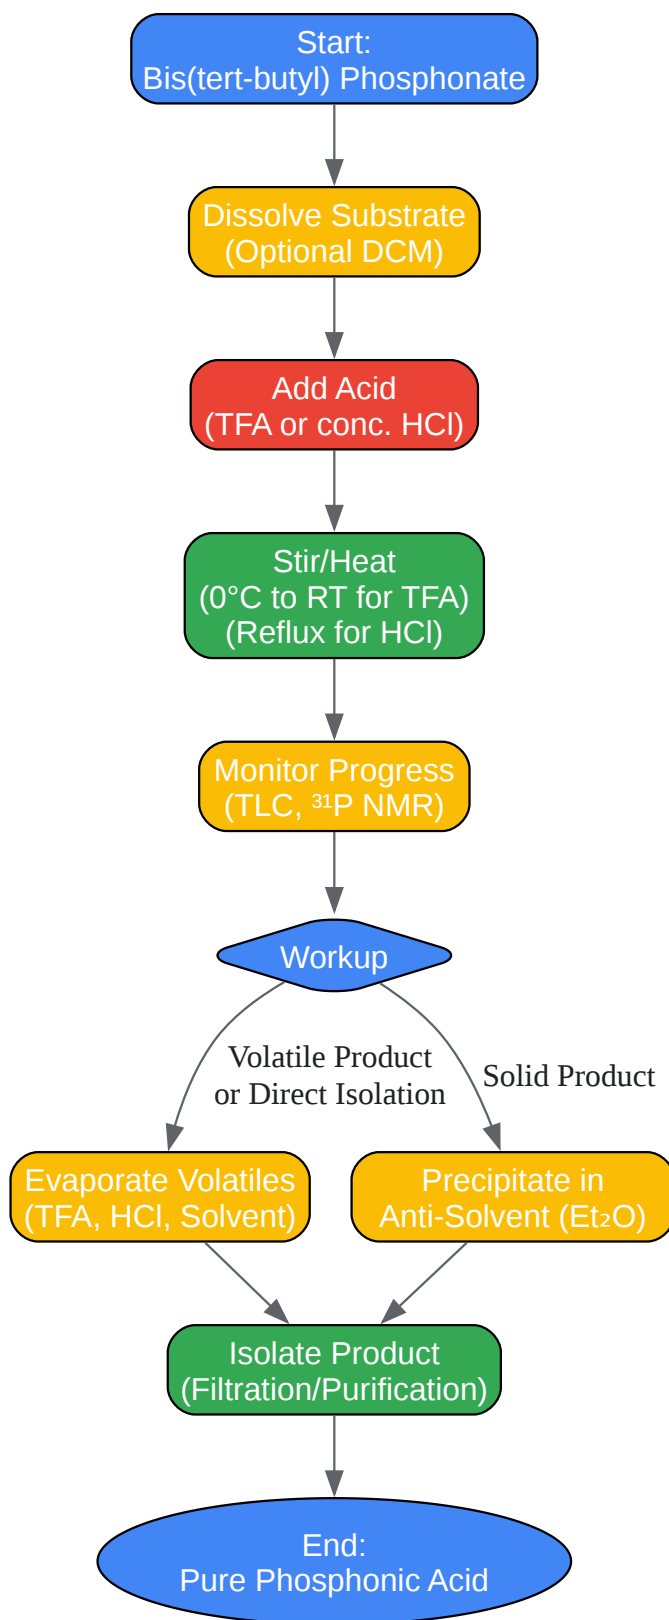 Start:
Bis(tert-butyl) Phosphonate
Dissolve Substrate
(Optional DCM)
Add Acid
(TFA or conc. HCl)
Stir/Heat
(0°C to RT for TFA)
(Reflux for HCl)
Monitor Progress
(TLC, ³¹P NMR)
Workup
Volatile Product
or Direct Isolation
Solid Product
Evaporate Volatiles
(TFA, HCl, Solvent)
Precipitate in
Anti-Solvent (Et₂O)
Isolate Product
(Filtration/Purification)
End:
Pure Phosphonic Acid